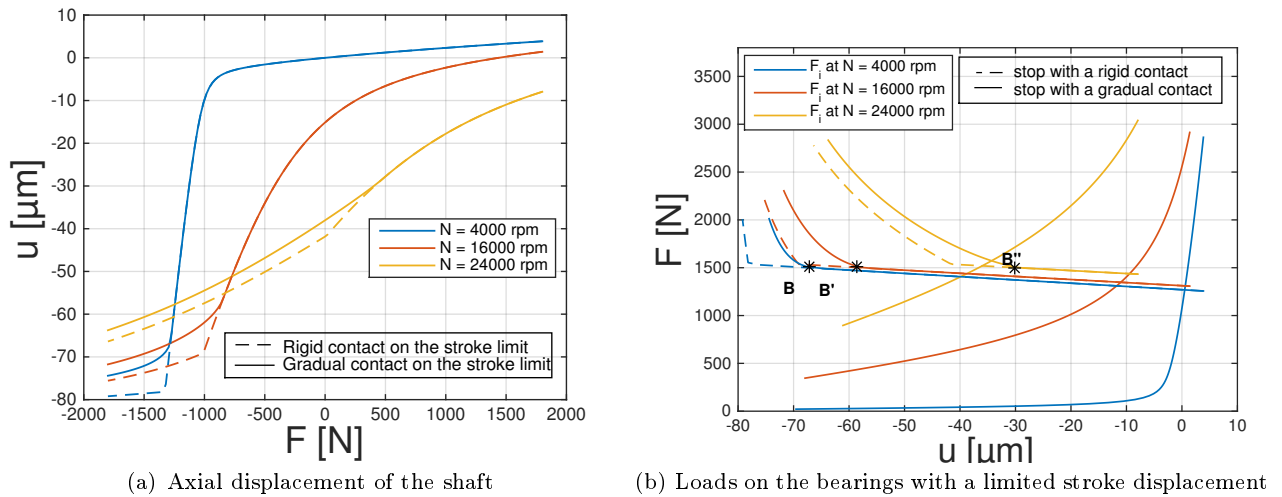 10
0
-10
-20
-30
-40
-50
-60
-70
-80
u [µm]
-2000 -1500 -1000 -500 0 500 1000 1500 2000
F [N]
N = 4000 rpm
N = 16000 rpm
N = 24000 rpm
Rigid contact on the stroke limit
Gradual contact on the stroke limit
(a) Axial displacement of the shaft
3500
3000
2500
2000
1500
1000
500
0
F [N]
-80 -70 -60 -50 -40 -30 -20 -10 0 10
u [µm]
Fi at N = 4000 rpm
Fi at N = 16000 rpm
Fi at N = 24000 rpm
stop with a rigid contact
stop with a gradual contact
B
B'
B"
(b) Loads on the bearings with a limited stroke displacement